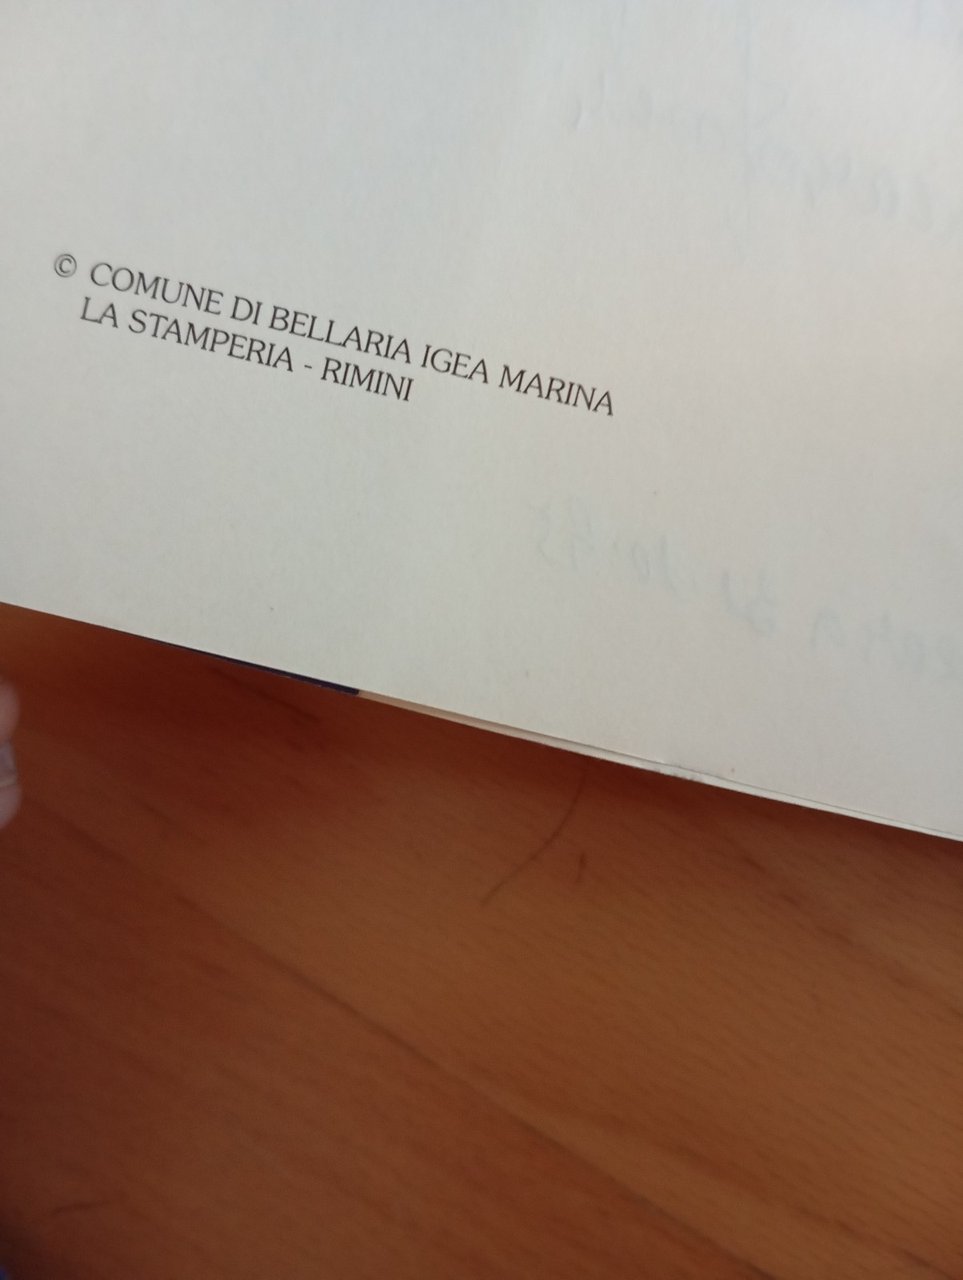 © COMUNE DI BELLARIA IGEA MARINA
LA STAMPERIA - RIMINI